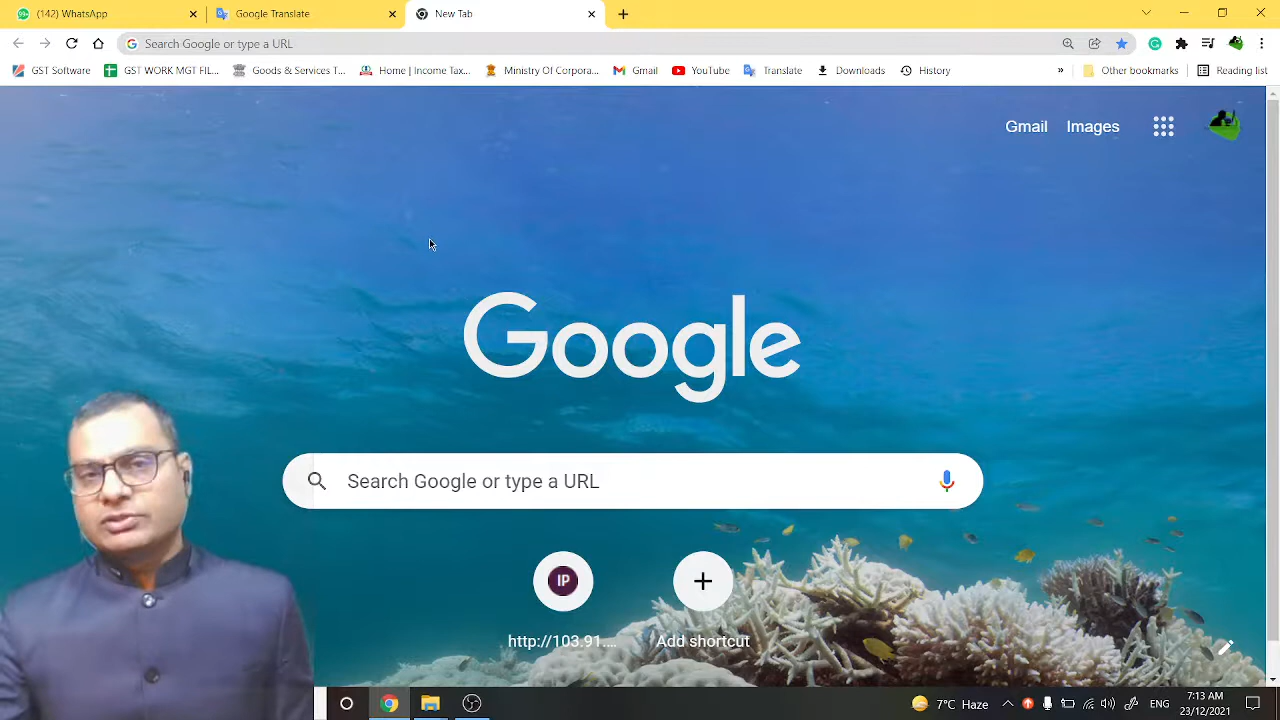 (142) WhatsApp
Google Translate
New Tab
Search Google or type a URL
GST Software
GST WORK MGT FIL...
Goods & Services T...
Home | Income Tax...
Ministry Of Corpora...
Gmail
YouTube
Translate
Downloads
History
»
Other bookmarks
Reading list
Gmail
Images
Google
Search Google or type a URL
IP
http://103.91....
Add shortcut
7°C Haze
ENG
7:13 AM
23/12/2021